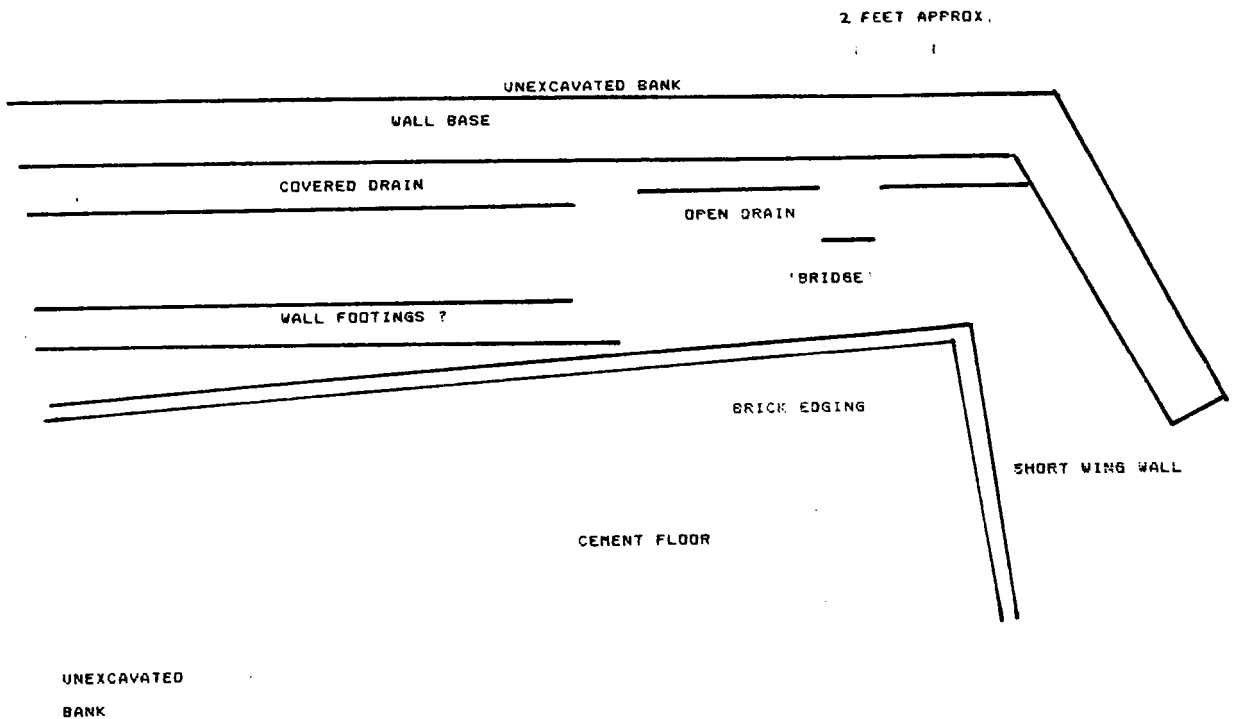 2 FEET APPROX.
UNEXCAVATED BANK
WALL BASE
COVERED DRAIN
OPEN DRAIN
'BRIDGE'
WALL FOOTINGS ?
BRICK EDGING
SHORT WING WALL
CEMENT FLOOR
UNEXCAVATED
BANK